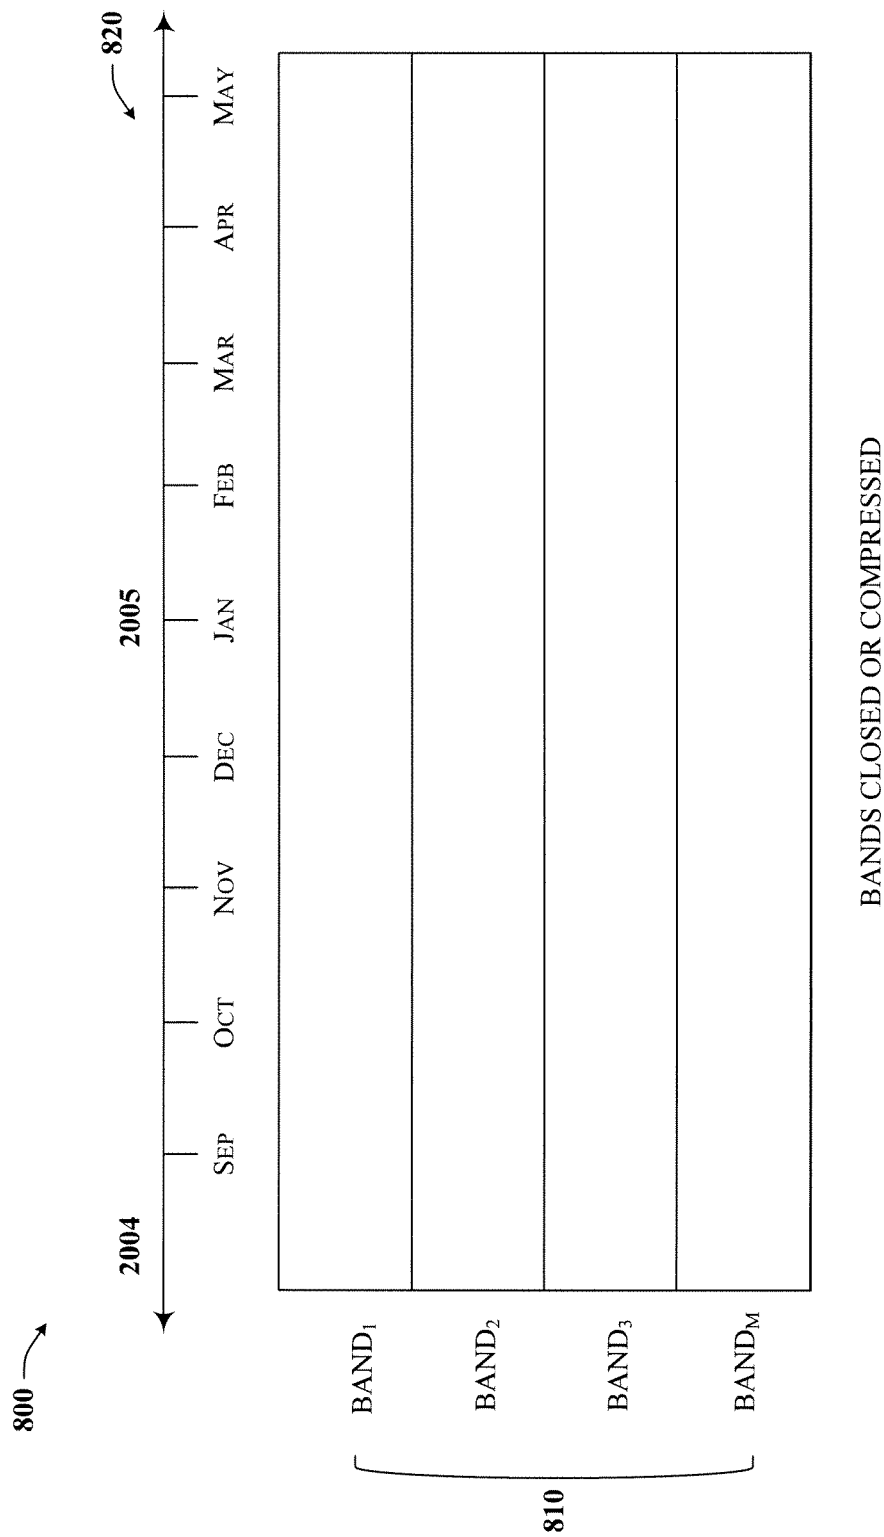 800
820
2004 2005
SEP OCT NOV DEC JAN FEB MAR APR MAY
BAND1
BAND2
BAND3
BANDM
810
BANDS CLOSED OR COMPRESSED